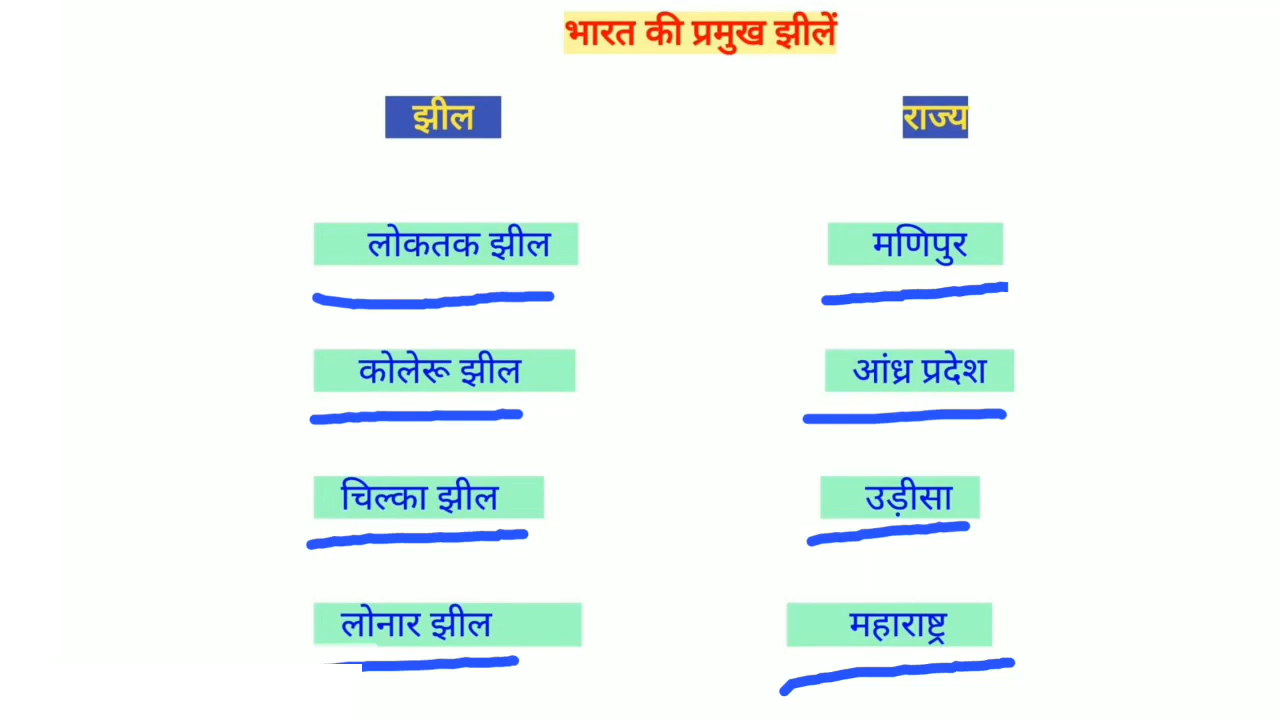 भारत की प्रमुख झीलें
झील राज्य
लोकतक झील मणिपुर
कोलेरू झील आंध्र प्रदेश
चिल्का झील उड़ीसा
लोनार झील महाराष्ट्र